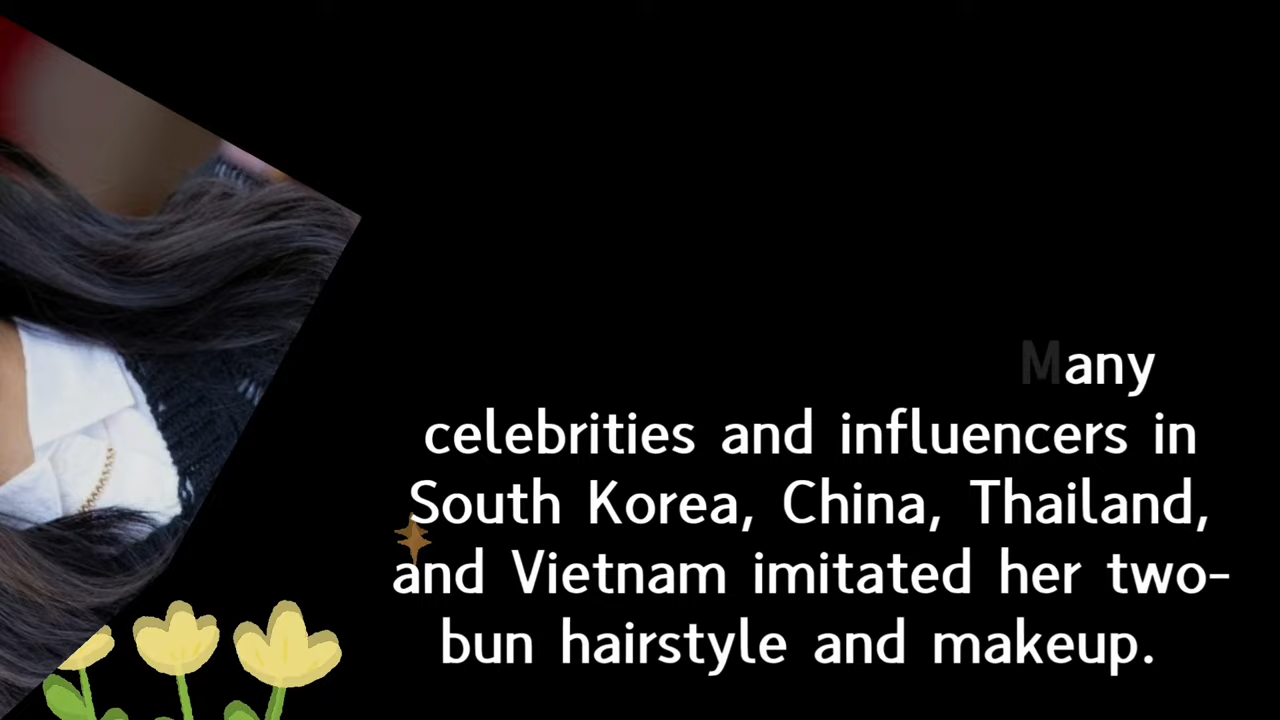 Many
celebrities and influencers in
South Korea, China, Thailand,
and Vietnam imitated her two-
bun hairstyle and makeup.